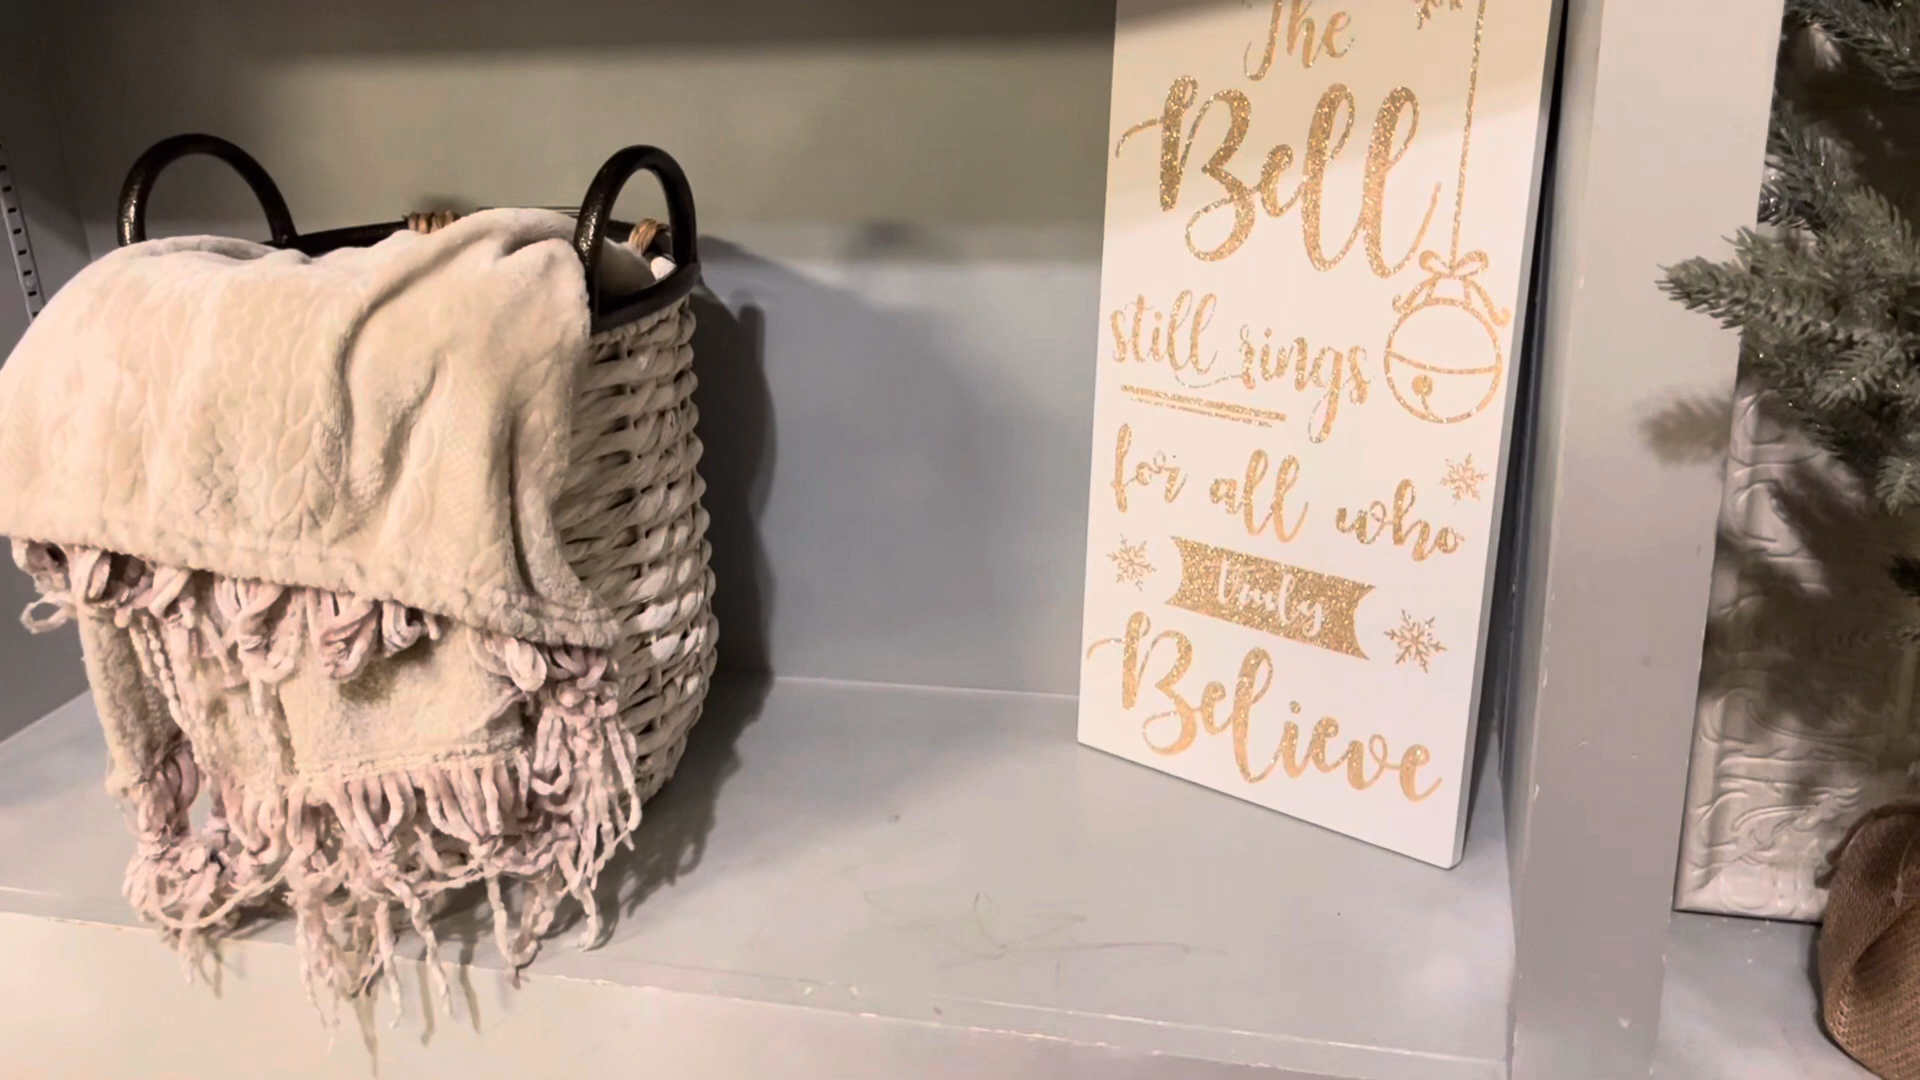 The
Bell
still rings
for all who
truly
Believe